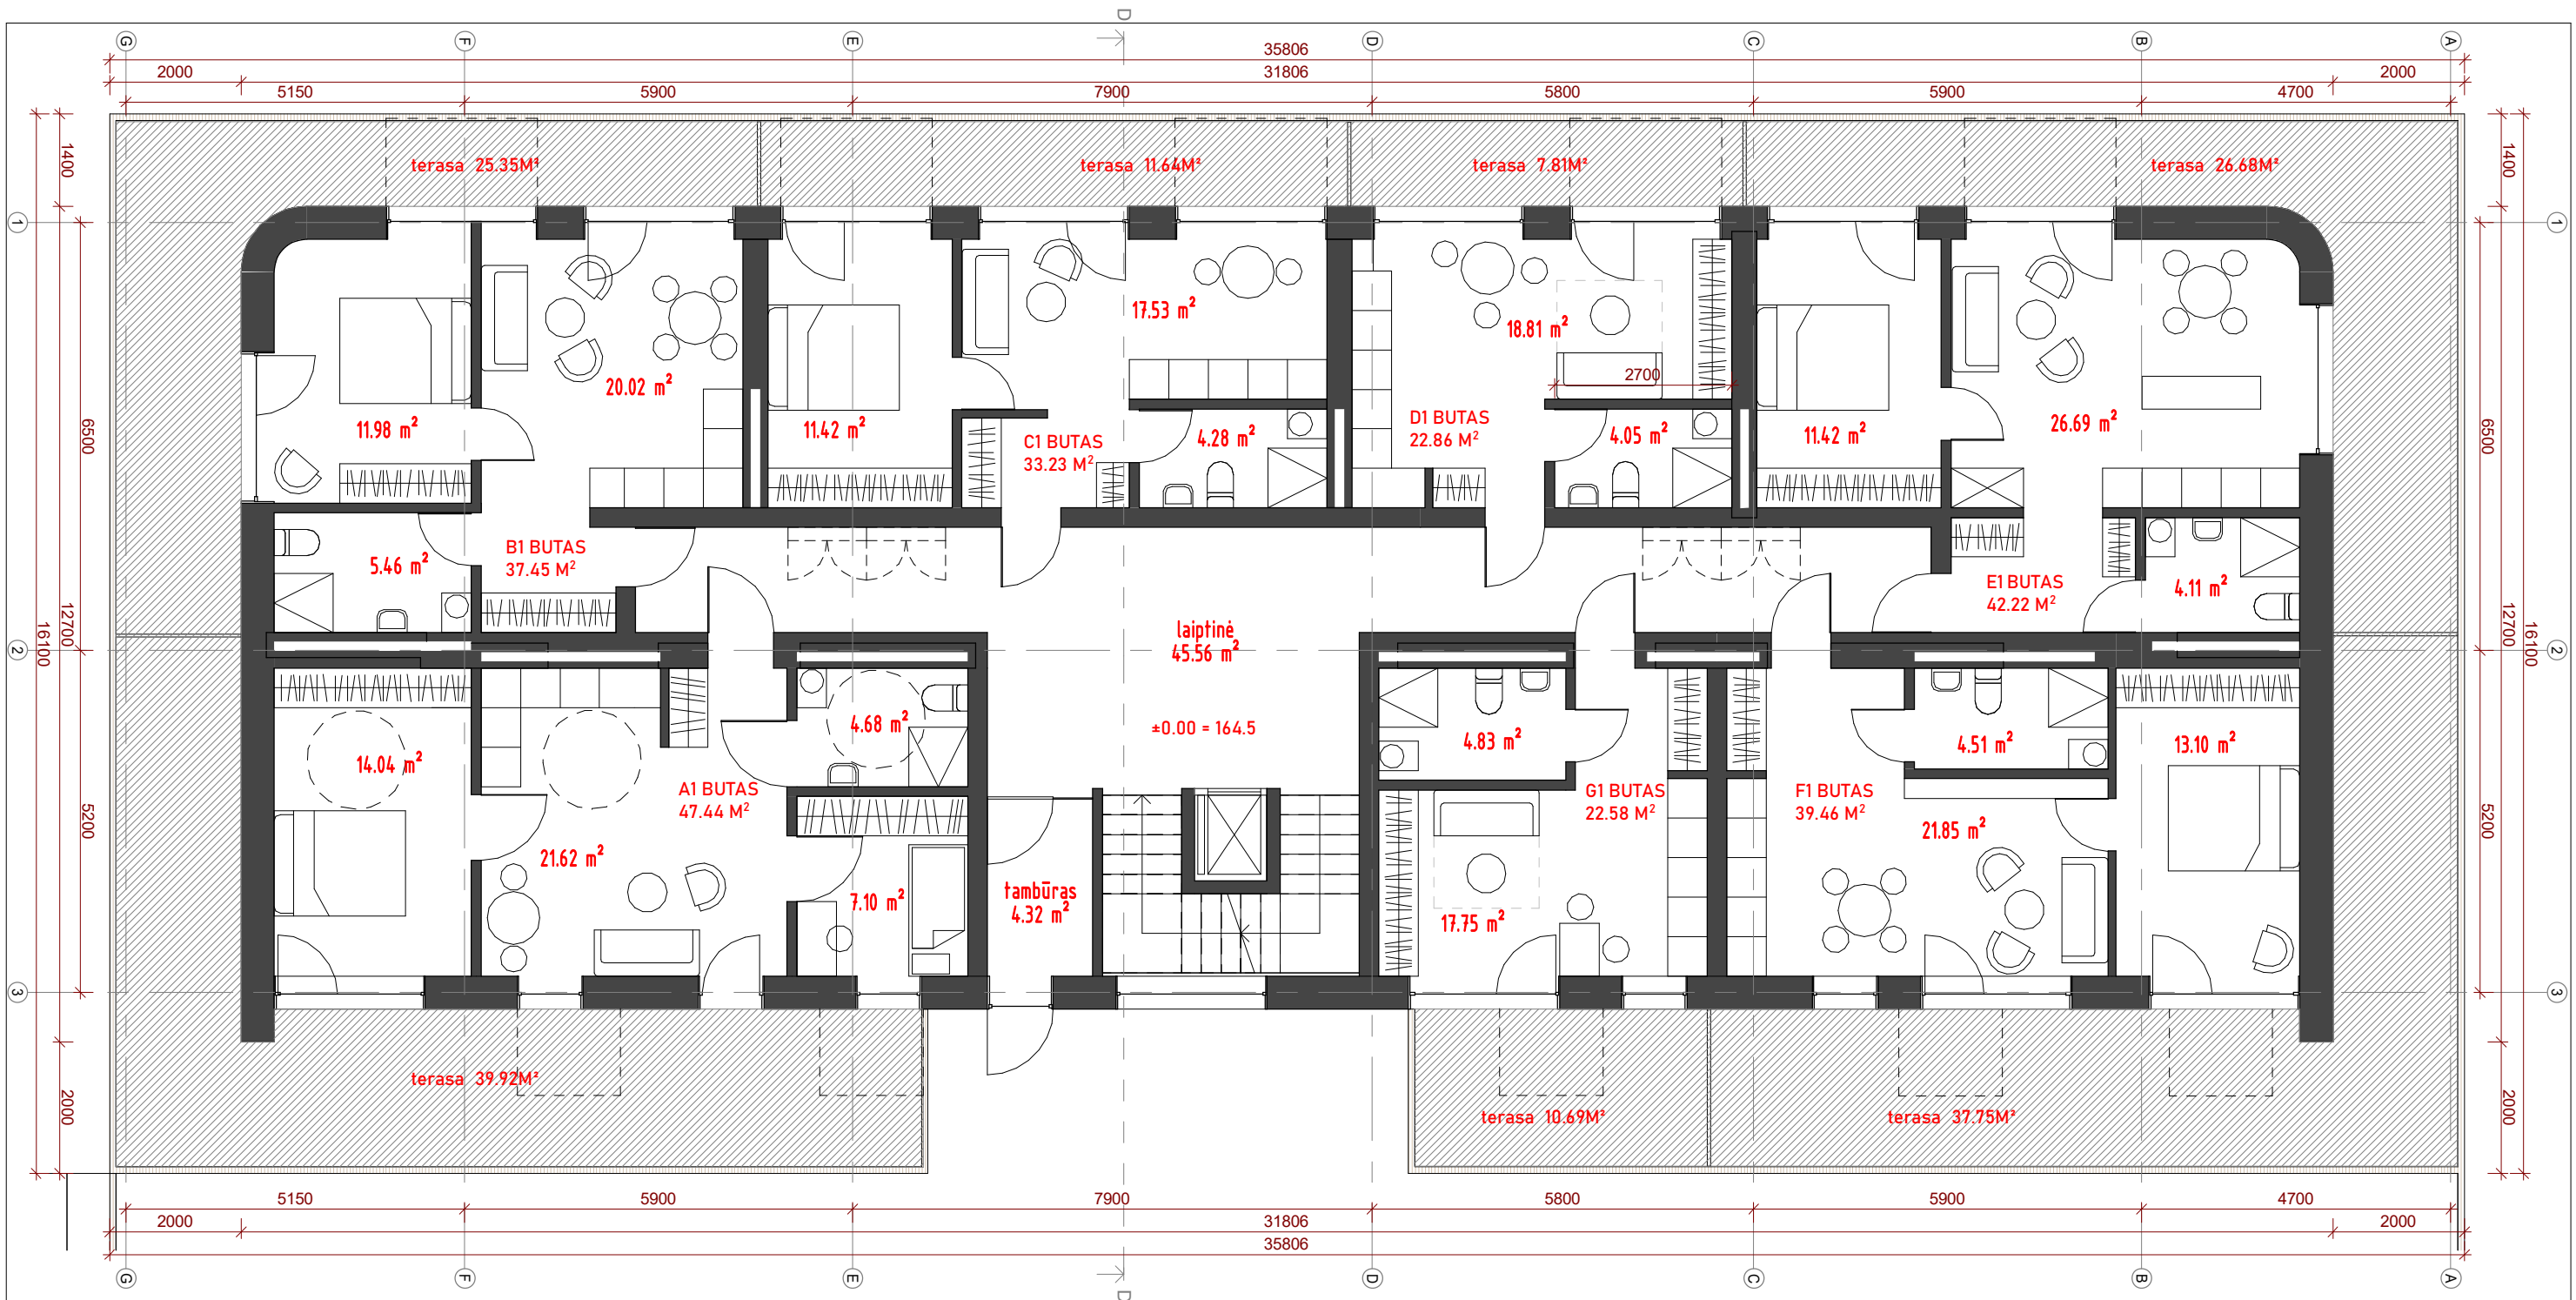 D
G F E D C B A
35806
2000 31806 2000
5150 5900 7900 5800 5900 4700
1400 1400
terasa 25.35M² terasa 11.64M² terasa 7.81M² terasa 26.68M²
1 1
17.53 m²
18.81 m²
2700
20.02 m²
11.98 m² 11.42 m² 4.28 m² 4.05 m² 11.42 m² 26.69 m²
C1 BUTAS
33.23 M²
D1 BUTAS
22.86 M²
6500 6500
B1 BUTAS
37.45 M²
5.46 m²
E1 BUTAS
42.22 M²
4.11 m²
12700 12700
16100 16100
2 2
laiptinė
45.56 m²
±0.00 = 164.5
14.04 m² 4.68 m² 4.83 m² 4.51 m² 13.10 m²
A1 BUTAS
47.44 M²
G1 BUTAS
22.58 M²
F1 BUTAS
39.46 M²
5200 5200
21.62 m² 21.85 m²
7.10 m²
tambūras
4.32 m²
17.75 m²
3 3
terasa 39.92M² terasa 10.69M² terasa 37.75M²
2000 2000
5150 5900 7900 5800 5900 4700
2000 31806 2000
35806
G F E D C B A
D